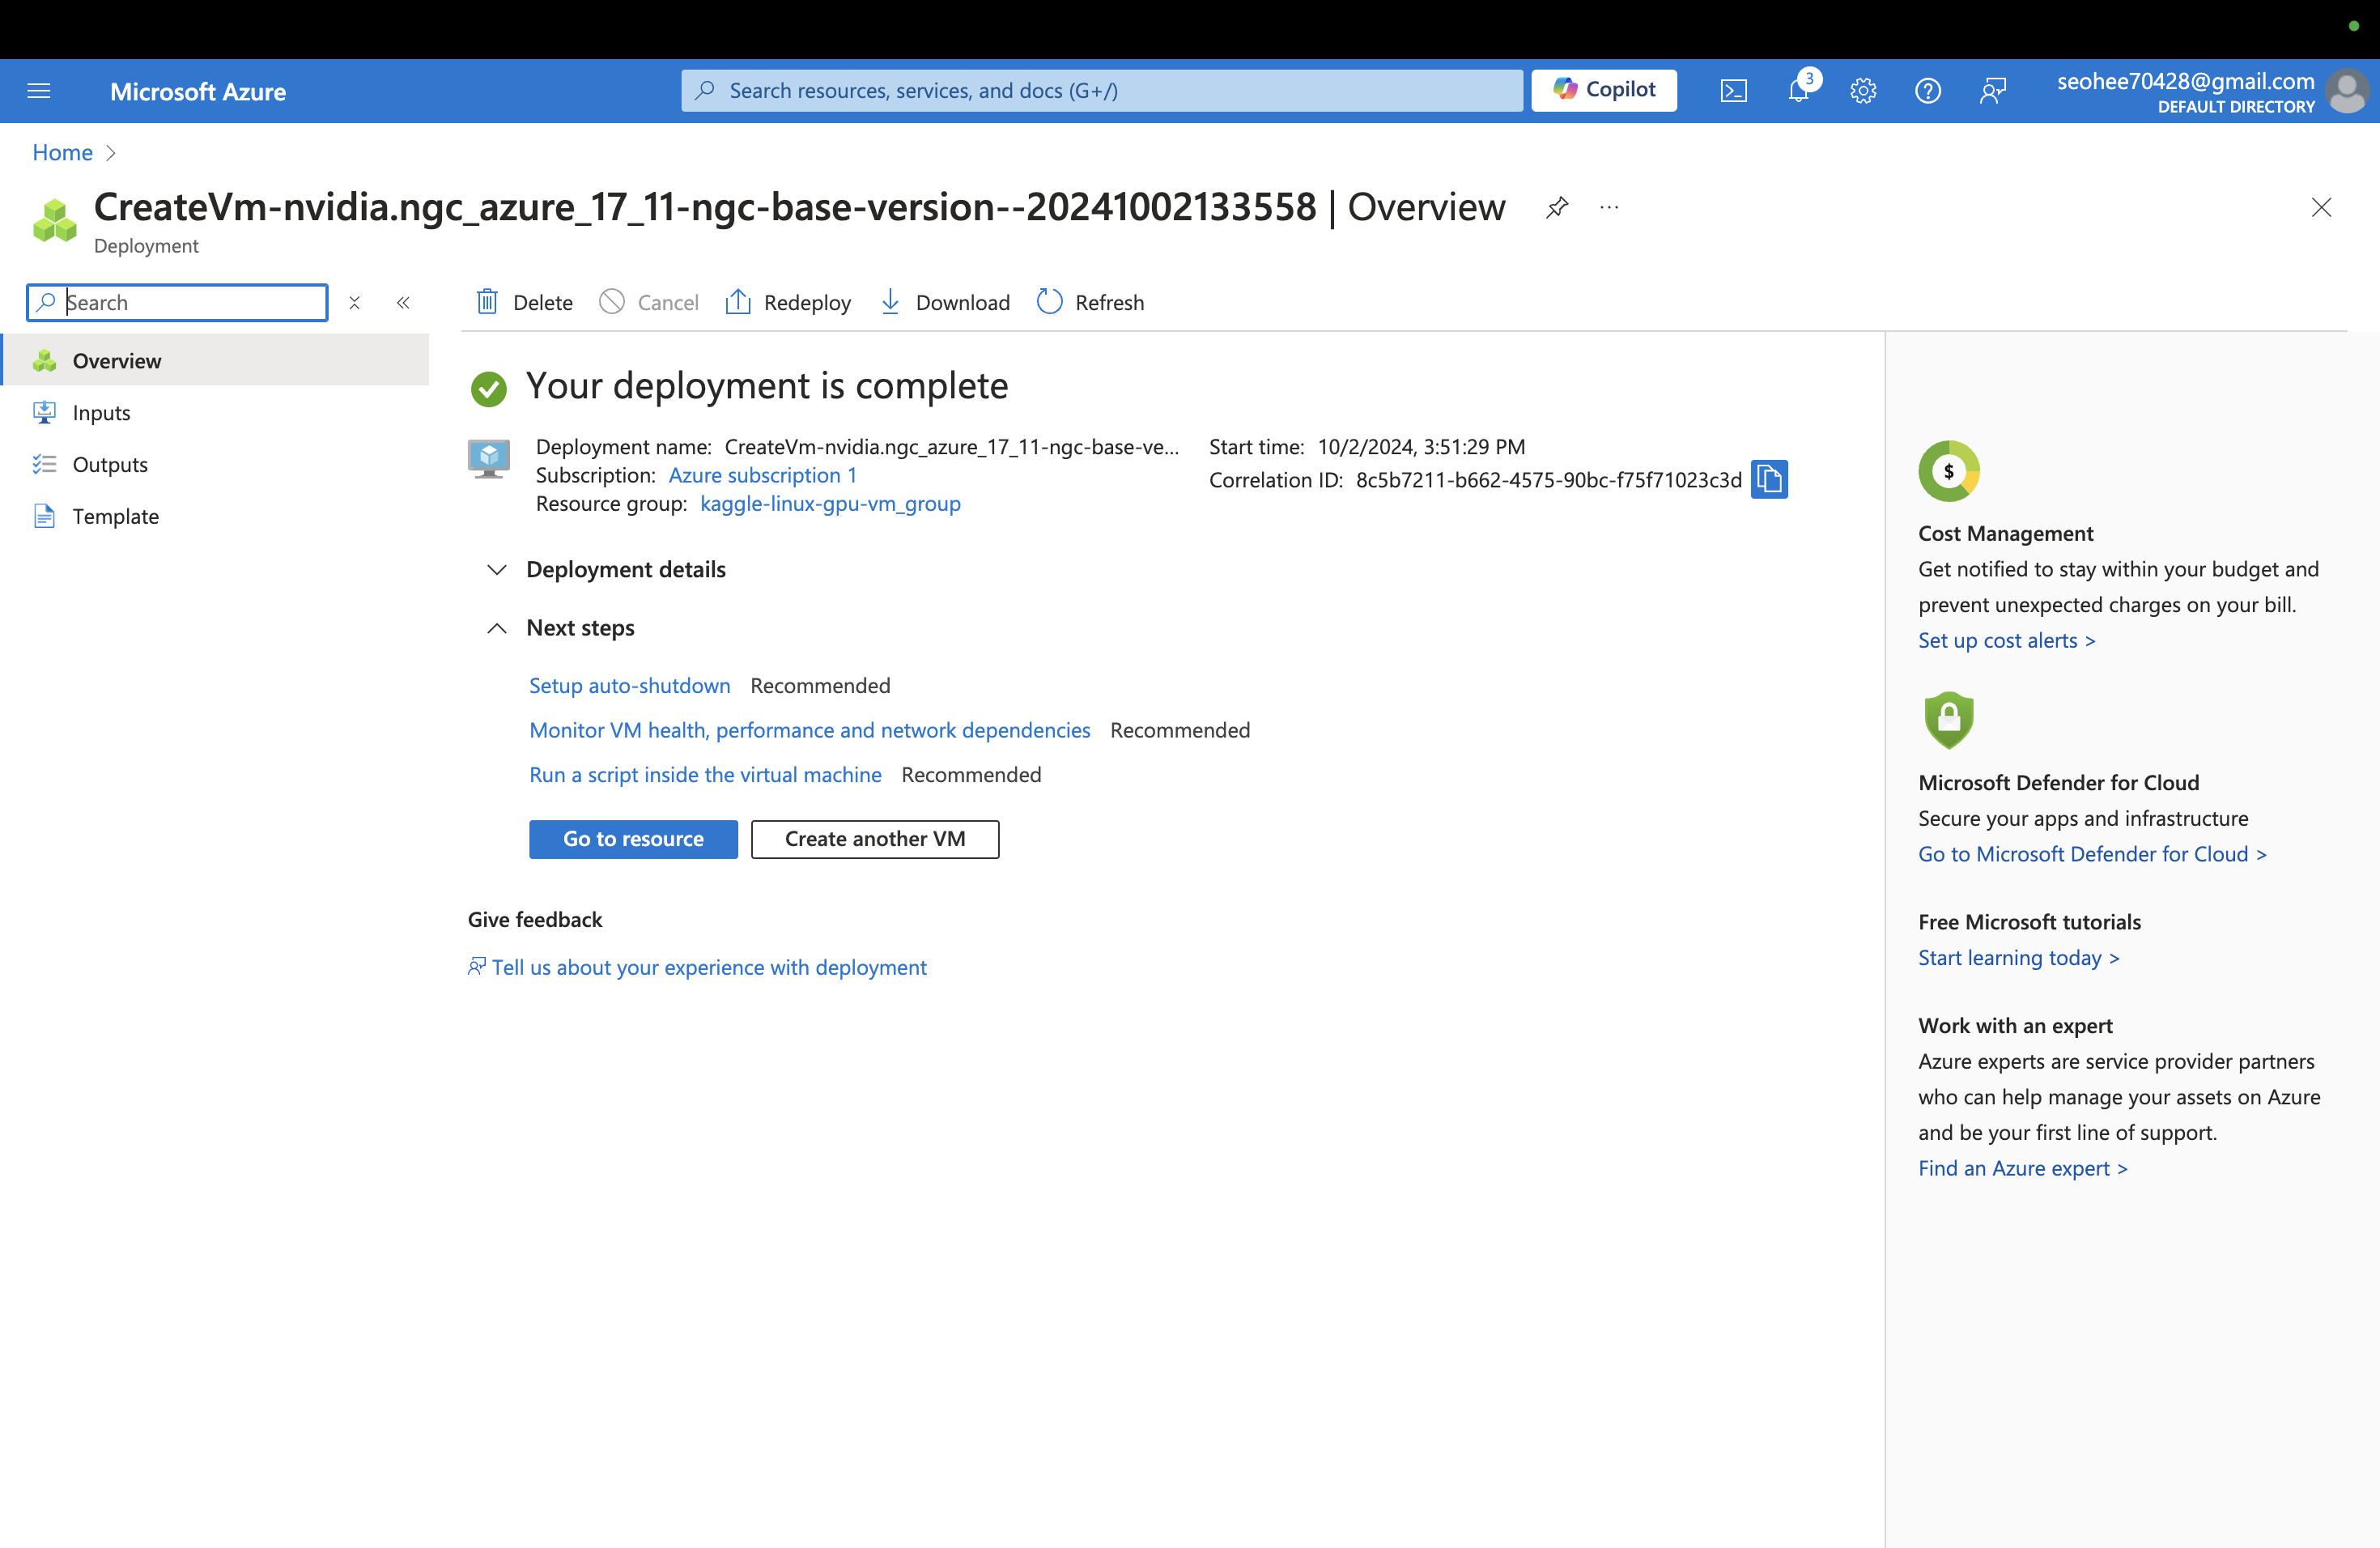 Microsoft Azure
Search resources, services, and docs (G+/)
Copilot
3
seohee70428@gmail.com
DEFAULT DIRECTORY
Home
CreateVm-nvidia.ngc_azure_17_11-ngc-base-version--20241002133558 | Overview
Deployment
Search
Delete
Cancel
Redeploy
Download
Refresh
Overview
Inputs
Outputs
Template
Your deployment is complete
Deployment name: CreateVm-nvidia.ngc_azure_17_11-ngc-base-ve...
Subscription: Azure subscription 1
Resource group: kaggle-linux-gpu-vm_group
Start time: 10/2/2024, 3:51:29 PM
Correlation ID: 8c5b7211-b662-4575-90bc-f75f71023c3d
Deployment details
Next steps
Setup auto-shutdown Recommended
Monitor VM health, performance and network dependencies Recommended
Run a script inside the virtual machine Recommended
Go to resource
Create another VM
Give feedback
Tell us about your experience with deployment
$
Cost Management
Get notified to stay within your budget and
prevent unexpected charges on your bill.
Set up cost alerts >
Microsoft Defender for Cloud
Secure your apps and infrastructure
Go to Microsoft Defender for Cloud >
Free Microsoft tutorials
Start learning today >
Work with an expert
Azure experts are service provider partners
who can help manage your assets on Azure
and be your first line of support.
Find an Azure expert >